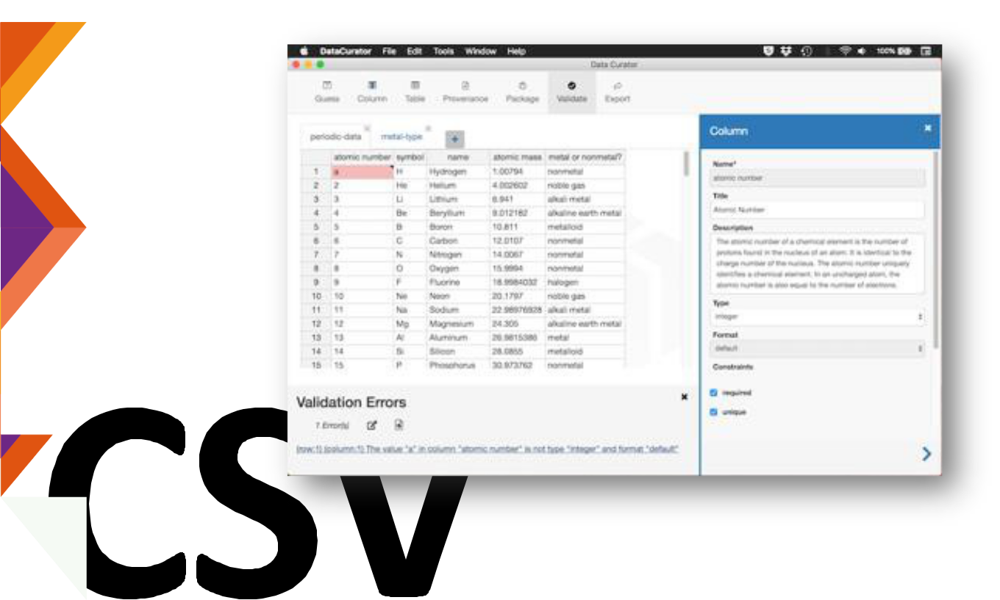 DataCurator File Edit Tools Window Help 100%
Data Curator
Guess Column Table Provenance Package Validate Export
periodic-data metal-type +
atomic number symbol name atomic mass metal or nonmetal?
1 a H Hydrogen 1.00794 nonmetal
2 2 He Helium 4.002602 noble gas
3 3 Li Lithium 6.941 alkali metal
4 4 Be Beryllium 9.012182 alkaline earth metal
5 5 B Boron 10.811 metalloid
6 6 C Carbon 12.0107 nonmetal
7 7 N Nitrogen 14.0067 nonmetal
8 8 O Oxygen 15.9994 nonmetal
9 9 F Fluorine 18.9984032 halogen
10 10 Ne Neon 20.1797 noble gas
11 11 Na Sodium 22.98976928 alkali metal
12 12 Mg Magnesium 24.305 alkaline earth metal
13 13 Al Aluminum 26.9815386 metal
14 14 Si Silicon 28.0855 metalloid
15 15 P Phosphorus 30.973762 nonmetal
Validation Errors
7 Error(s)
(row:1) (column:1) The value "a" in column "atomic number" is not type "integer" and format "default"
Column
Name*
atomic number
Title
Atomic Number
Description
The atomic number of a chemical element is the number of
protons found in the nucleus of an atom. It is identical to the
charge number of the nucleus. The atomic number uniquely
identifies a chemical element. In an uncharged atom, the
atomic number is also equal to the number of electrons.
Type
integer
Format
default
Constraints
required
unique
CSV